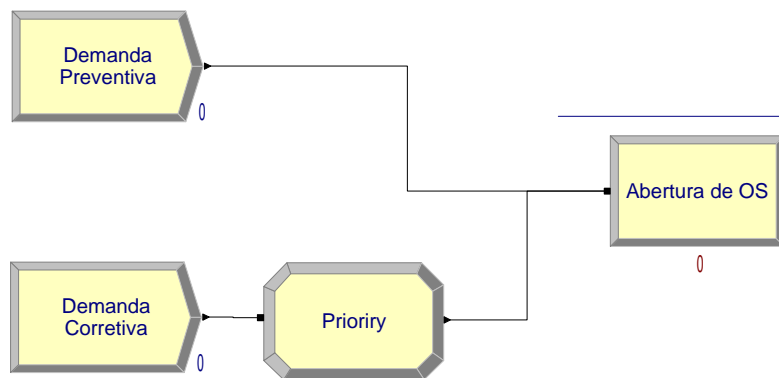 Demanda
Preventiva
0
Abertura de OS
0
Demanda
Corretiva
0
Prioriry